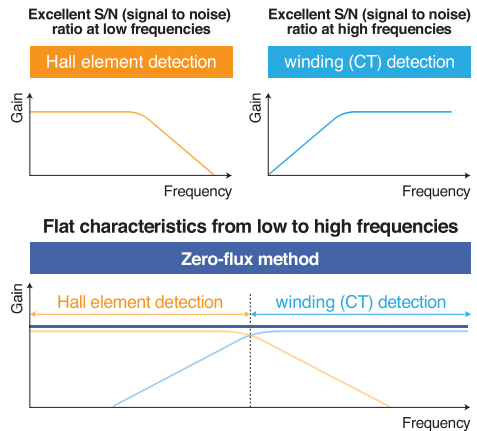 Excellent S/N (signal to noise)
ratio at low frequencies
Hall element detection
Gain
Frequency
Excellent S/N (signal to noise)
ratio at high frequencies
winding (CT) detection
Gain
Frequency
Flat characteristics from low to high frequencies
Zero-flux method
Hall element detection
winding (CT) detection
Gain
Frequency